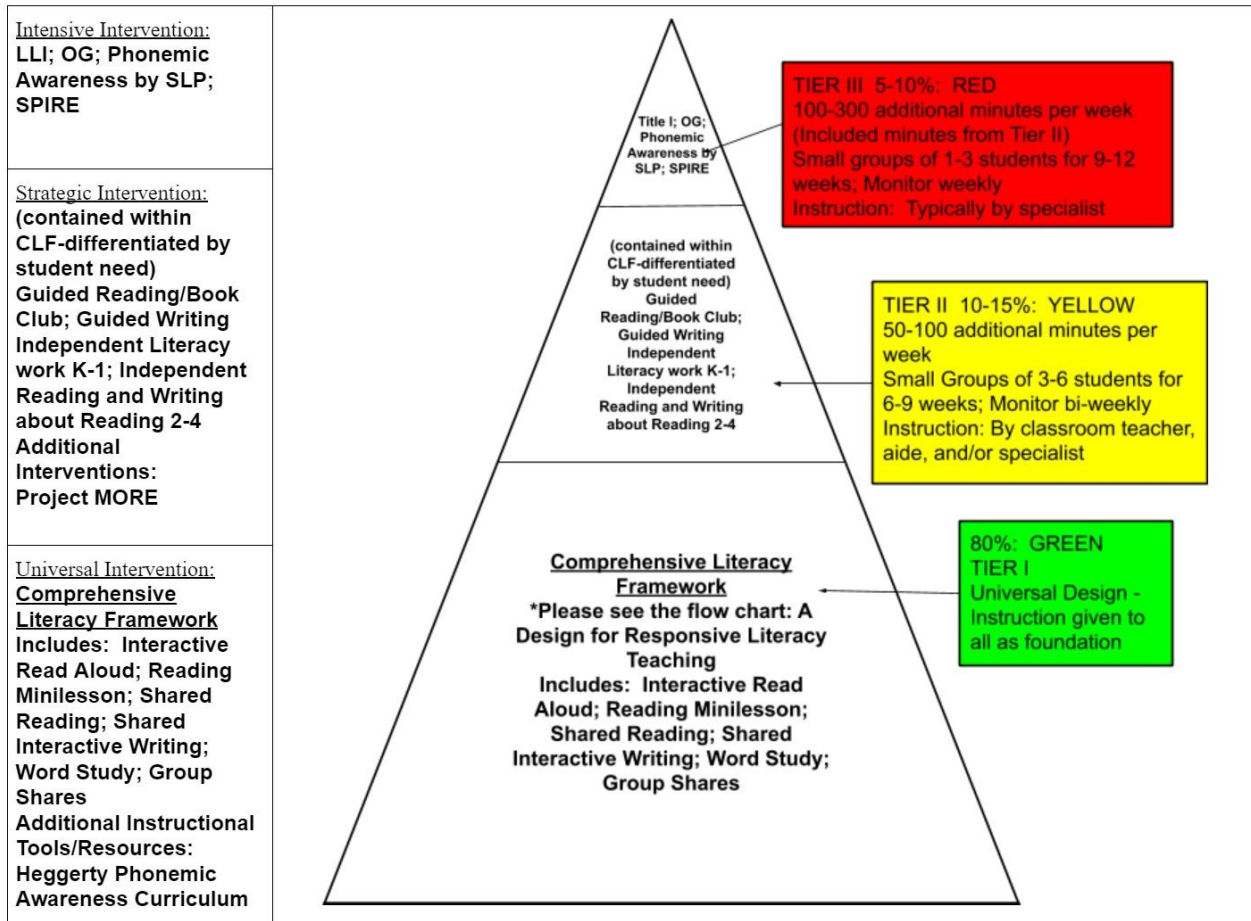 Intensive Intervention:
LLI; OG; Phonemic
Awareness by SLP;
SPIRE
Strategic Intervention:
(contained within
CLF-differentiated by
student need)
Guided Reading/Book
Club; Guided Writing
Independent Literacy
work K-1; Independent
Reading and Writing
about Reading 2-4
Additional
Interventions:
Project MORE
Universal Intervention:
Comprehensive
Literacy Framework
Includes: Interactive
Read Aloud; Reading
Minilesson; Shared
Reading; Shared
Interactive Writing;
Word Study; Group
Shares
Additional Instructional
Tools/Resources:
Heggerty Phonemic
Awareness Curriculum
Title I; OG;
Phonemic
Awareness by
SLP; SPIRE
(contained within
CLF-differentiated
by student need)
Guided
Reading/Book Club;
Guided Writing
Independent
Literacy work K-1;
Independent
Reading and Writing
about Reading 2-4
Comprehensive Literacy
Framework
*Please see the flow chart: A
Design for Responsive Literacy
Teaching
Includes: Interactive Read
Aloud; Reading Minilesson;
Shared Reading; Shared
Interactive Writing; Word Study;
Group Shares
TIER III 5-10%: RED
100-300 additional minutes per week
(Included minutes from Tier II)
Small groups of 1-3 students for 9-12
weeks; Monitor weekly
Instruction: Typically by specialist
TIER II 10-15%: YELLOW
50-100 additional minutes per
week
Small Groups of 3-6 students for
6-9 weeks; Monitor bi-weekly
Instruction: By classroom teacher,
aide, and/or specialist
80%: GREEN
TIER I
Universal Design -
Instruction given to
all as foundation